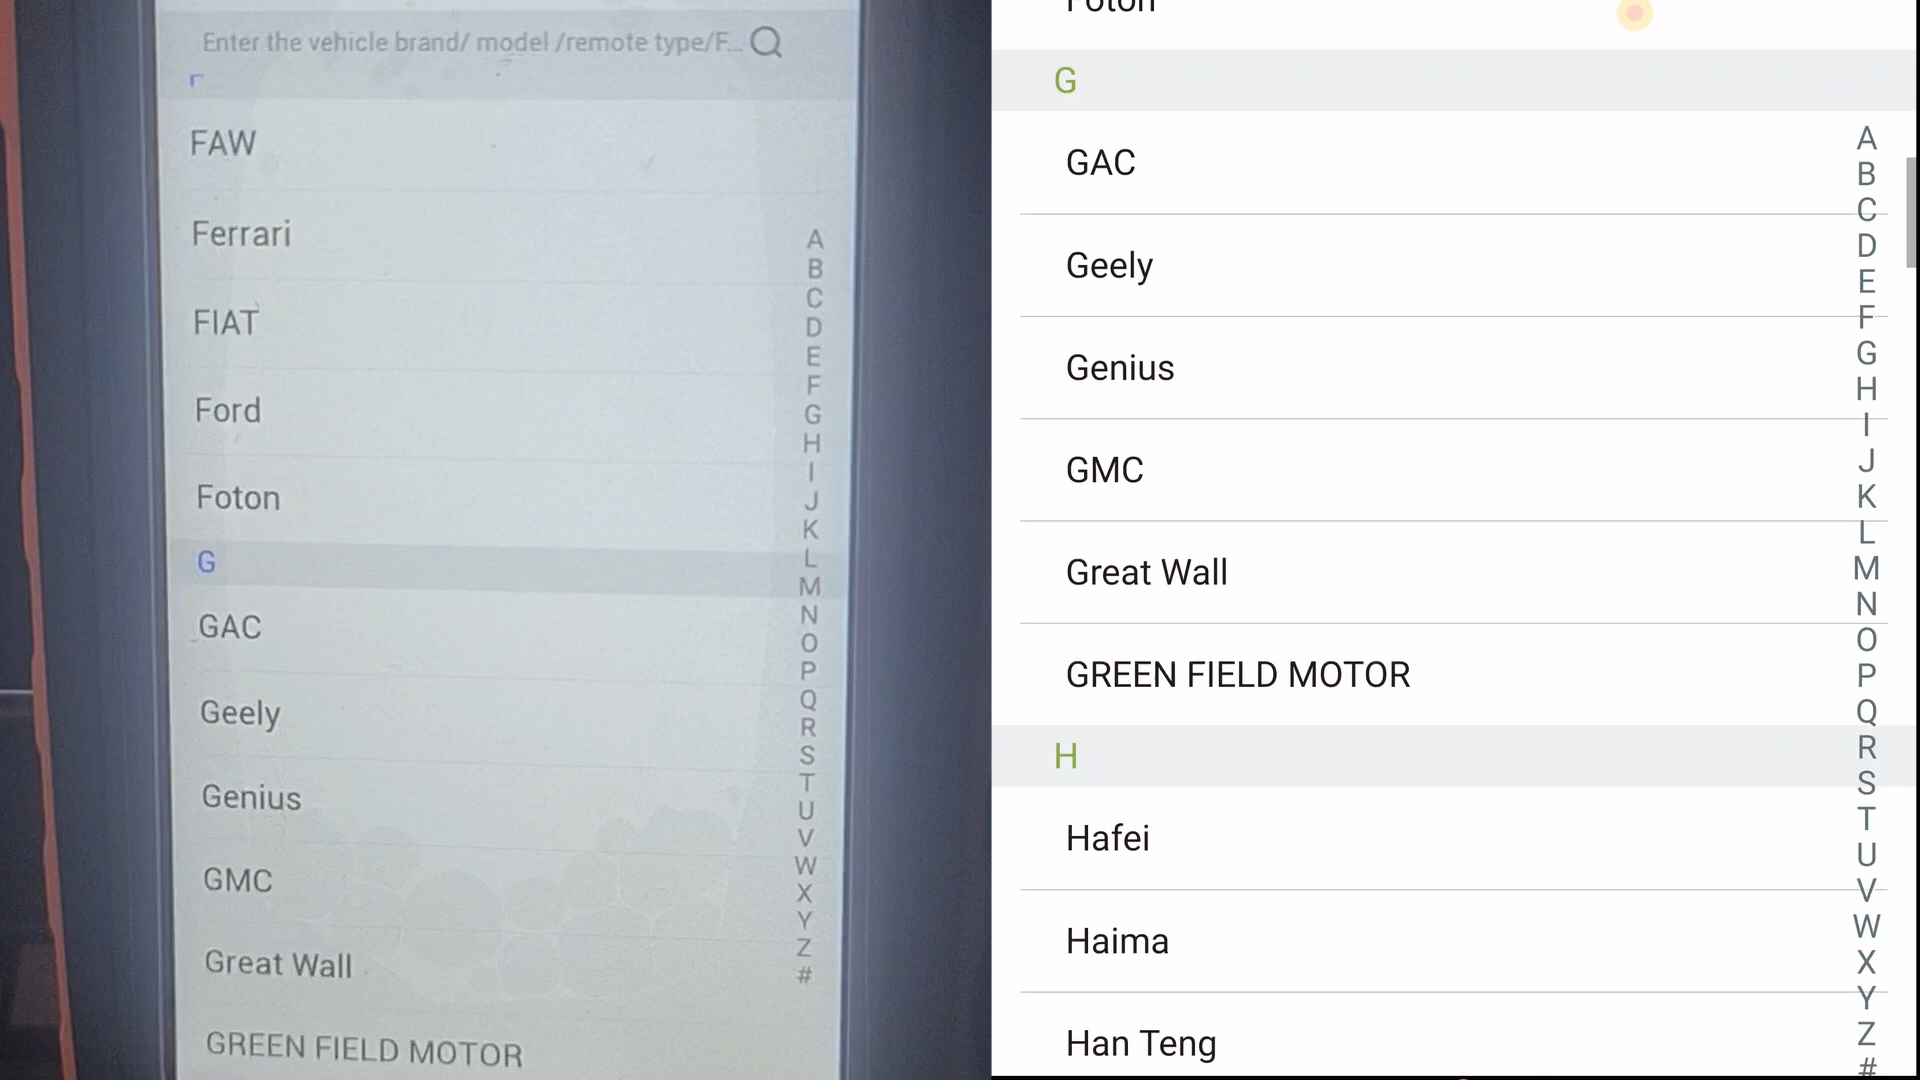 Enter the vehicle brand/ model /remote type/F...
FAW
Ferrari
FIAT
Ford
Foton
G
GAC
Geely
Genius
GMC
Great Wall
GREEN FIELD MOTOR
A
B
C
D
E
F
G
H
I
J
K
L
M
N
O
P
Q
R
S
T
U
V
W
X
Y
Z
#
Foton
G
GAC
Geely
Genius
GMC
Great Wall
GREEN FIELD MOTOR
H
Hafei
Haima
Han Teng
A
B
C
D
E
F
G
H
I
J
K
L
M
N
O
P
Q
R
S
T
U
V
W
X
Y
Z
#